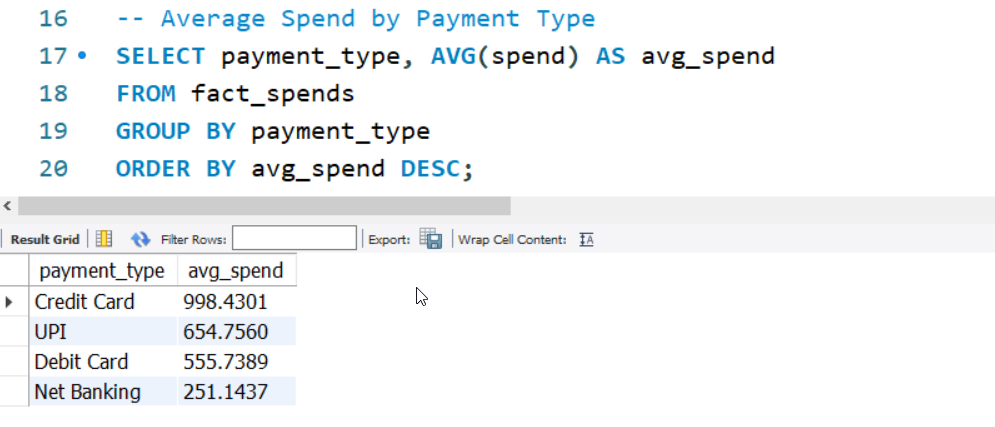 16 -- Average Spend by Payment Type
17 SELECT payment_type, AVG(spend) AS avg_spend
18 FROM fact_spends
19 GROUP BY payment_type
20 ORDER BY avg_spend DESC;
Result Grid Filter Rows: Export: Wrap Cell Content: IA
payment_type avg_spend
Credit Card 998.4301
UPI 654.7560
Debit Card 555.7389
Net Banking 251.1437